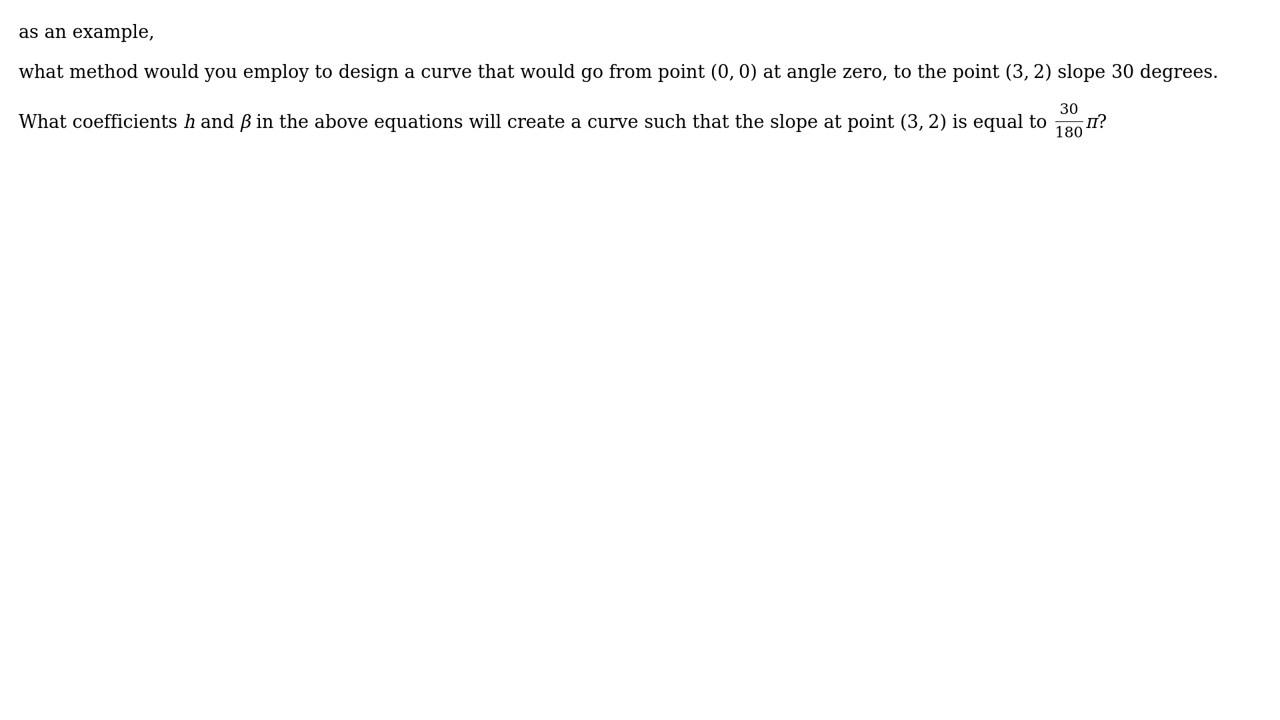 as an example,
what method would you employ to design a curve that would go from point (0, 0) at angle zero, to the point (3, 2) slope 30 degrees.
What coefficients h and β in the above equations will create a curve such that the slope at point (3, 2) is equal to 30/180 π?